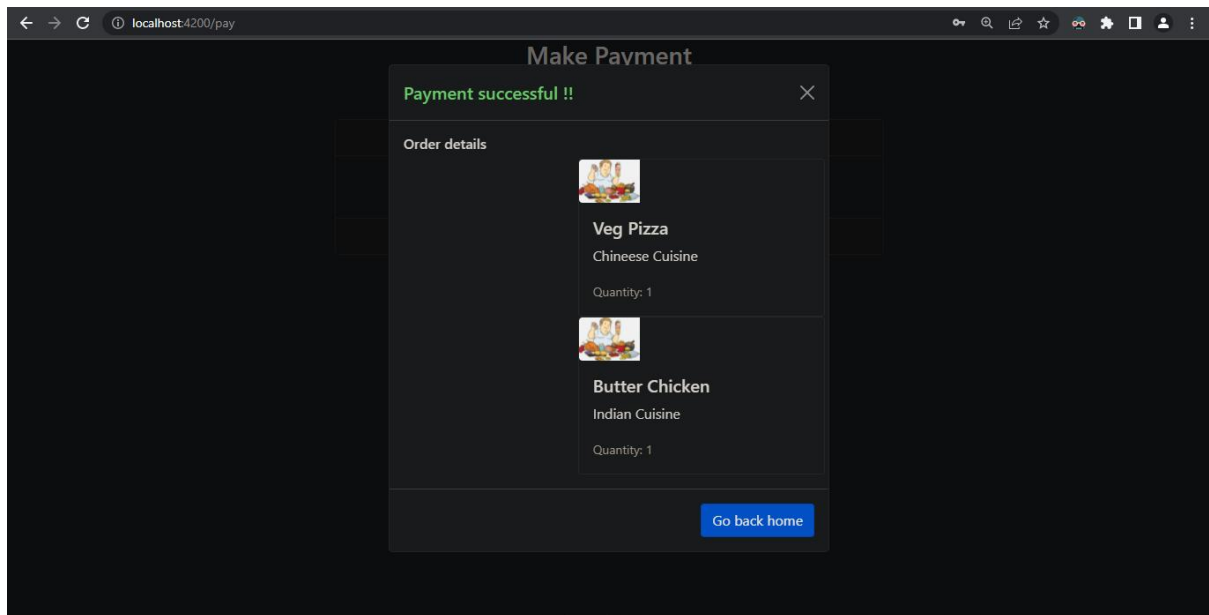 localhost:4200/pay
Make Payment
Payment successful !!
Order details
Veg Pizza
Chineese Cuisine
Quantity: 1
Butter Chicken
Indian Cuisine
Quantity: 1
Go back home